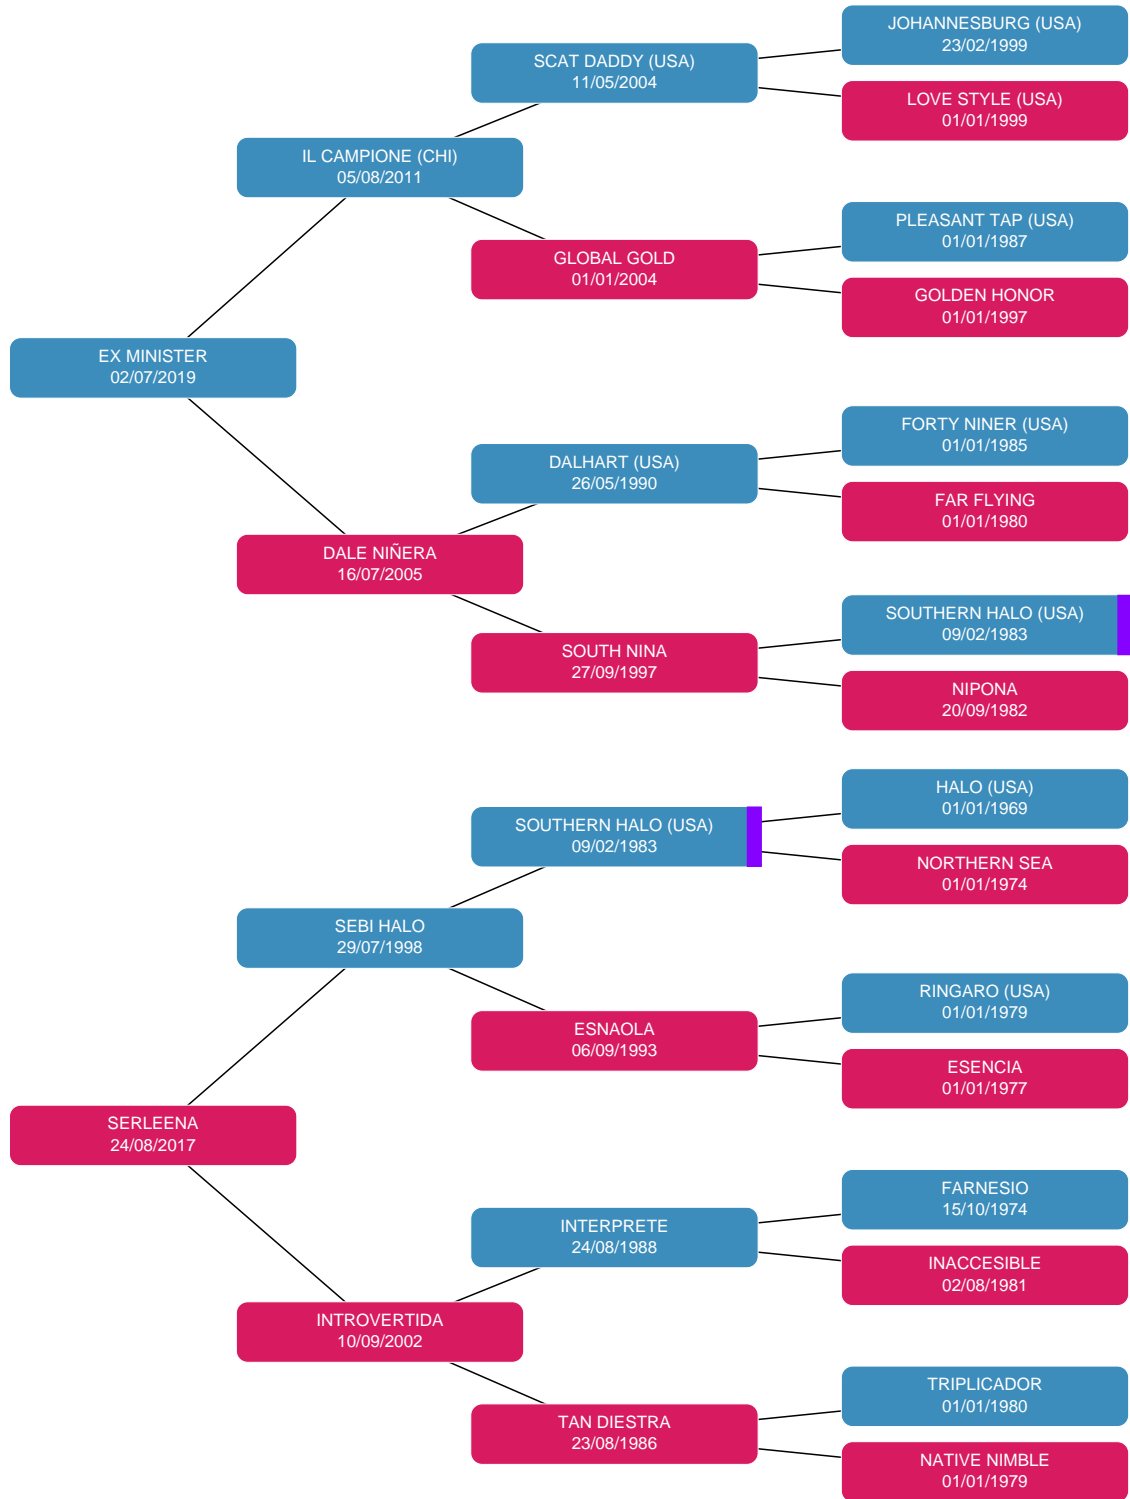 JOHANNESBURG (USA)
23/02/1999
SCAT DADDY (USA)
11/05/2004
LOVE STYLE (USA)
01/01/1999
IL CAMPIONE (CHI)
05/08/2011
PLEASANT TAP (USA)
01/01/1987
GLOBAL GOLD
01/01/2004
GOLDEN HONOR
01/01/1997
EX MINISTER
02/07/2019
FORTY NINER (USA)
01/01/1985
DALHART (USA)
26/05/1990
FAR FLYING
01/01/1980
DALE NIÑERA
16/07/2005
SOUTHERN HALO (USA)
09/02/1983
SOUTH NINA
27/09/1997
NIPONA
20/09/1982
HALO (USA)
01/01/1969
SOUTHERN HALO (USA)
09/02/1983
NORTHERN SEA
01/01/1974
SEBI HALO
29/07/1998
RINGARO (USA)
01/01/1979
ESNAOLA
06/09/1993
ESENCIA
01/01/1977
SERLEENA
24/08/2017
FARNESIO
15/10/1974
INTERPRETE
24/08/1988
INACCESIBLE
02/08/1981
INTROVERTIDA
10/09/2002
TRIPLICADOR
01/01/1980
TAN DIESTRA
23/08/1986
NATIVE NIMBLE
01/01/1979